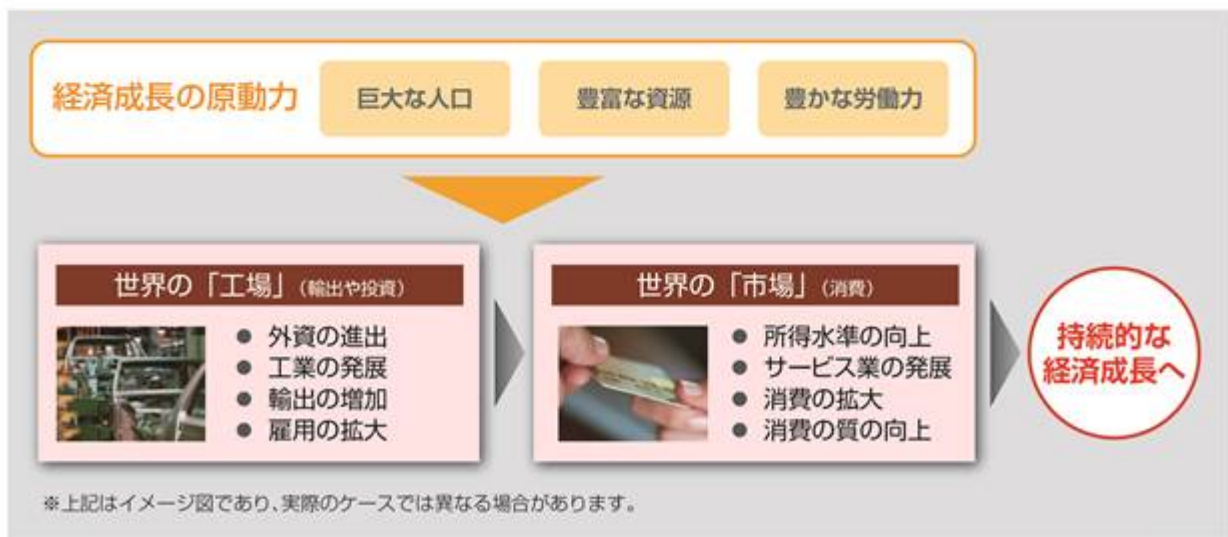 経済成長の原動力
巨大な人口
豊富な資源
豊かな労働力
世界の「工場」(輸出や投資)
● 外資の進出
● 工業の発展
● 輸出の増加
● 雇用の拡大
世界の「市場」(消費)
● 所得水準の向上
● サービス業の発展
● 消費の拡大
● 消費の質の向上
持続的な
経済成長へ
※上記はイメージ図であり、実際のケースでは異なる場合があります。